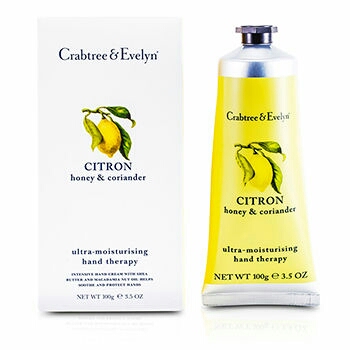 Crabtree & Evelyn®
CITRON
honey & coriander
ultra-moisturising
hand therapy
INTENSIVE HAND CREAM WITH SHEA
BUTTER AND MACADAMIA NUT OIL HELPS
SOOTHE AND PROTECT HANDS
NET WT 100g ℮ 3.5 OZ
Crabtree & Evelyn®
CITRON
honey & coriander
ultra-moisturising
hand therapy
NET WT 100g ℮ 3.5 OZ